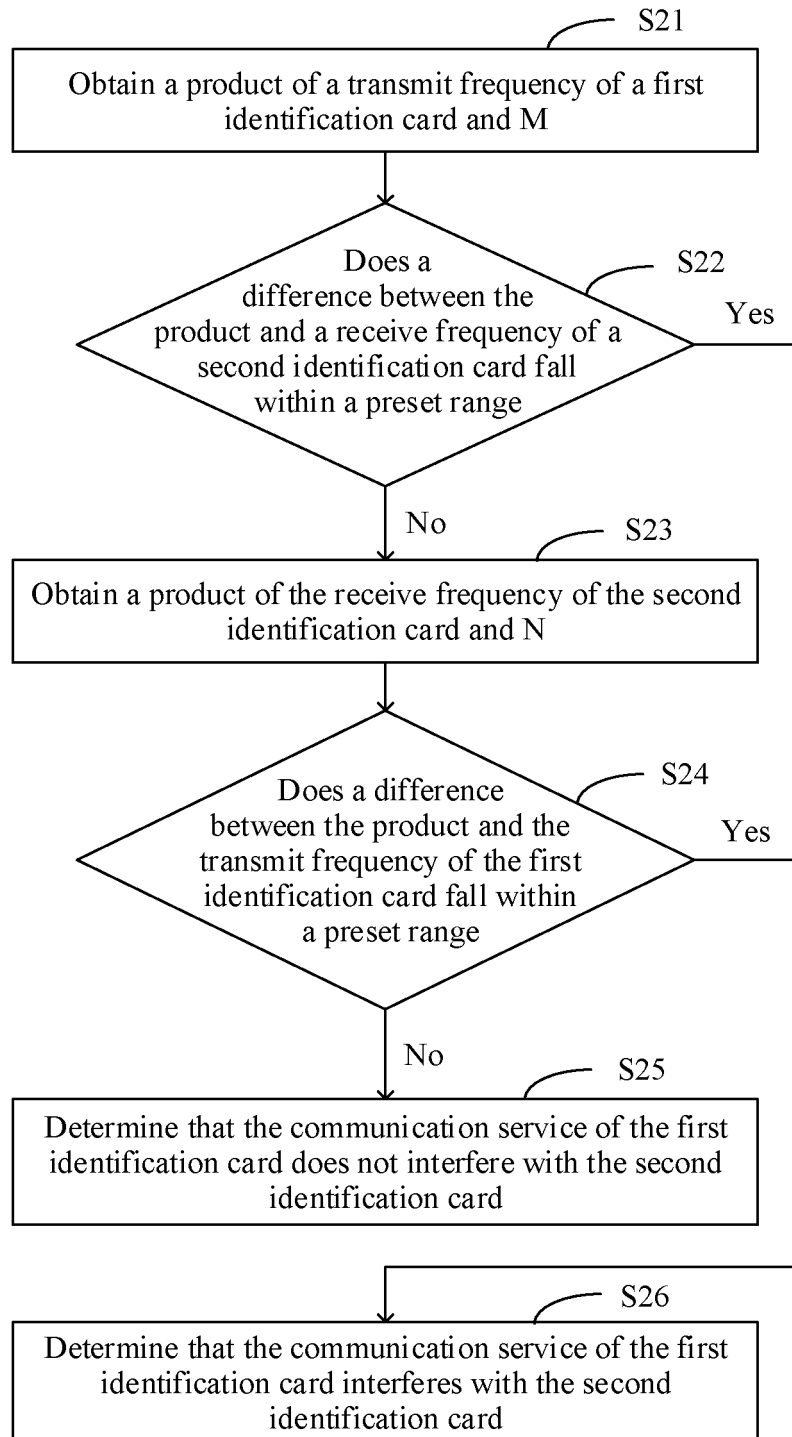 S21
Obtain a product of a transmit frequency of a first
identification card and M
S22
Does a
difference between the
product and a receive frequency of a
second identification card fall
within a preset range
Yes
No
S23
Obtain a product of the receive frequency of the second
identification card and N
S24
Does a difference
between the product and the
transmit frequency of the first
identification card fall within
a preset range
Yes
No
S25
Determine that the communication service of the first
identification card does not interfere with the second
identification card
S26
Determine that the communication service of the first
identification card interferes with the second
identification card